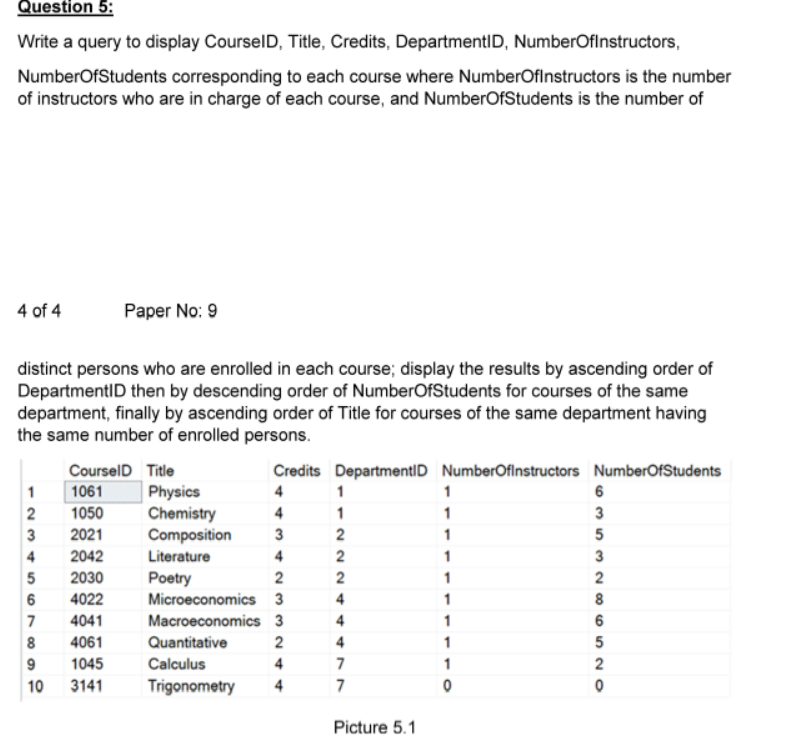 Question 5:
Write a query to display CourseID, Title, Credits, DepartmentID, NumberOfInstructors,
NumberOfStudents corresponding to each course where NumberOfInstructors is the number
of instructors who are in charge of each course, and NumberOfStudents is the number of
4 of 4 Paper No: 9
distinct persons who are enrolled in each course; display the results by ascending order of
DepartmentID then by descending order of NumberOfStudents for courses of the same
department, finally by ascending order of Title for courses of the same department having
the same number of enrolled persons.
CourseID Title Credits DepartmentID NumberOfInstructors NumberOfStudents
1 1061 Physics 4 1 1 6
2 1050 Chemistry 4 1 1 3
3 2021 Composition 3 2 1 5
4 2042 Literature 4 2 1 3
5 2030 Poetry 2 2 1 2
6 4022 Microeconomics 3 4 1 8
7 4041 Macroeconomics 3 4 1 6
8 4061 Quantitative 2 4 1 5
9 1045 Calculus 4 7 1 2
10 3141 Trigonometry 4 7 0 0
Picture 5.1